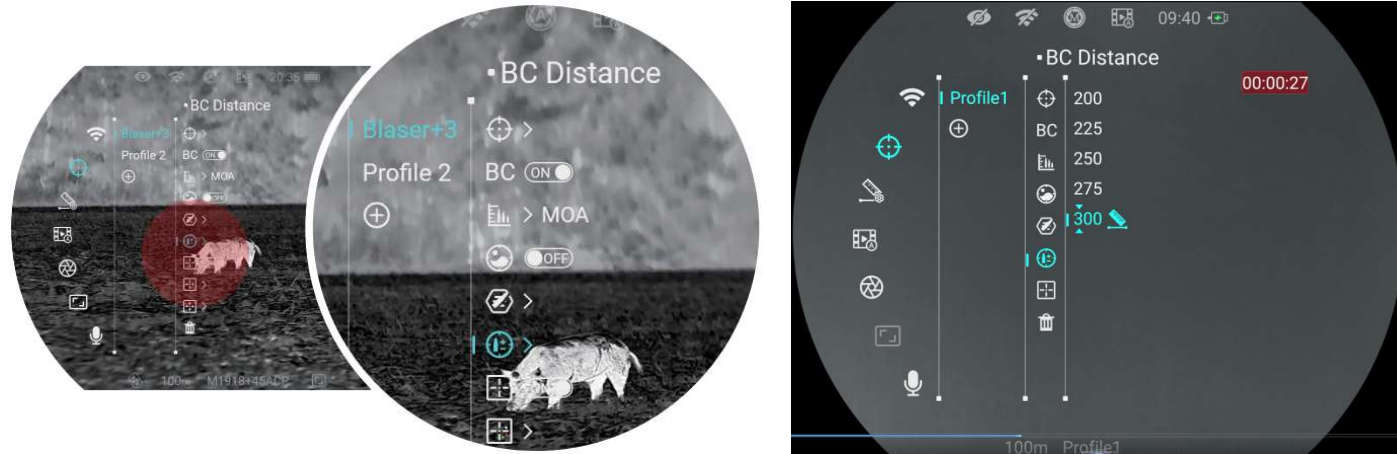 20:35
BC Distance
Blaser+3
Profile 2
BC ON
MOA
OFF
100m M1918+45ACP
A
BC Distance
Blaser+3
Profile 2
BC ON
MOA
OFF
M
09:40
BC Distance
00:00:27
Profile1
200
BC 225
250
275
300
100m Profile1